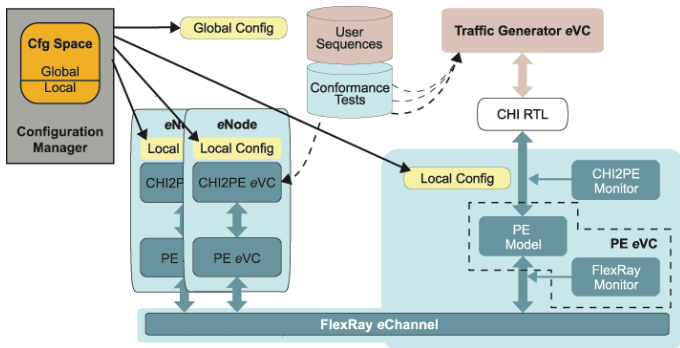 Cfg Space
Global
Local
Configuration
Manager
Global Config
User
Sequences
Conformance
Tests
Traffic Generator eVC
CHI RTL
eNo
Local
CHI2P
PE
eNode
Local Config
CHI2PE eVC
PE eVC
Local Config
CHI2PE
Monitor
PE
Model
PE eVC
FlexRay
Monitor
FlexRay eChannel